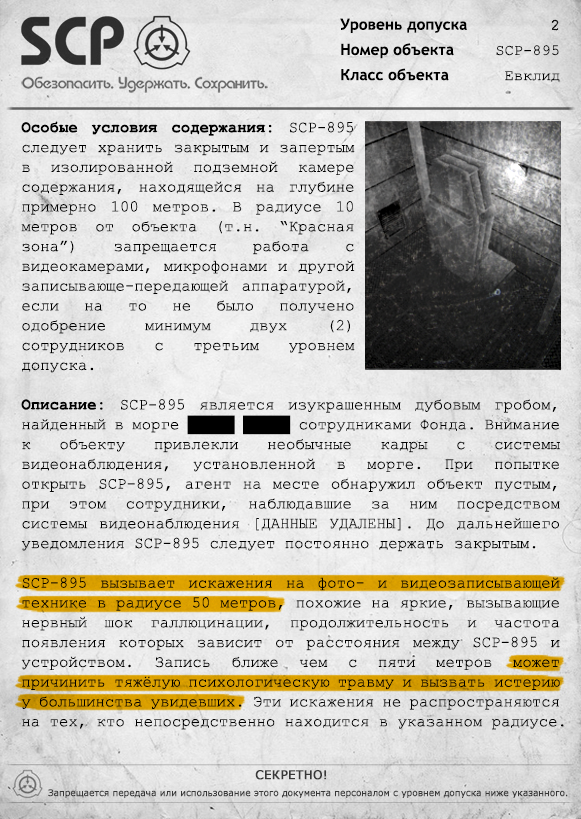 SCP
Обезопасить. Удержать. Сохранить.
Уровень допуска 2
Номер объекта SCP-895
Класс объекта Евклид
Особые условия содержания: SCP-895
следует хранить закрытым и запертым
в изолированной подземной камере
содержания, находящейся на глубине
примерно 100 метров. В радиусе 10
метров от объекта (т.н. “Красная
зона”) запрещается работа с
видеокамерами, микрофонами и другой
записывающе-передающей аппаратурой,
если на то не было получено
одобрение минимум двух (2)
сотрудников с третьим уровнем
допуска.
Описание: SCP-895 является изукрашенным дубовым гробом,
найденный в морге сотрудниками Фонда. Внимание
к объекту привлекли необычные кадры с системы
видеонаблюдения, установленной в морге. При попытке
открыть SCP-895, агент на месте обнаружил объект пустым,
при этом сотрудники, наблюдавшие за ним посредством
системы видеонаблюдения [ДАННЫЕ УДАЛЕНЫ]. До дальнейшего
уведомления SCP-895 следует постоянно держать закрытым.
SCP-895 вызывает искажения на фото- и видеозаписывающей
технике в радиусе 50 метров, похожие на яркие, вызывающие
нервный шок галлюцинации, продолжительность и частота
появления которых зависит от расстояния между SCP-895 и
устройством. Запись ближе чем с пяти метров может
причинить тяжёлую психологическую травму и вызвать истерию
у большинства увидевших. Эти искажения не распространяются
на тех, кто непосредственно находится в указанном радиусе.
СЕКРЕТНО!
Запрещается передача или использование этого документа персоналом с уровнем допуска ниже указанного.